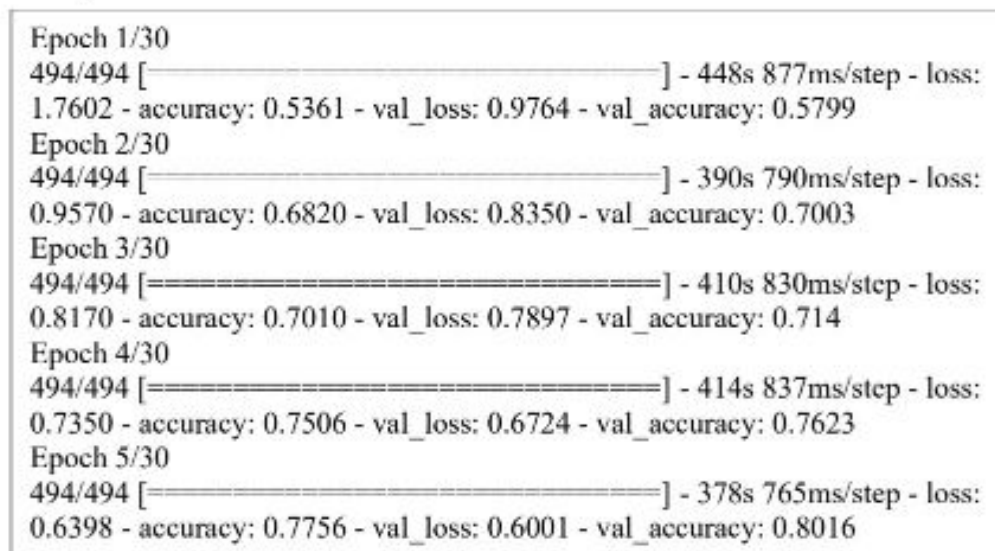 Epoch 1/30
494/494 [==============================] - 448s 877ms/step - loss:
1.7602 - accuracy: 0.5361 - val_loss: 0.9764 - val_accuracy: 0.5799
Epoch 2/30
494/494 [==============================] - 390s 790ms/step - loss:
0.9570 - accuracy: 0.6820 - val_loss: 0.8350 - val_accuracy: 0.7003
Epoch 3/30
494/494 [==============================] - 410s 830ms/step - loss:
0.8170 - accuracy: 0.7010 - val_loss: 0.7897 - val_accuracy: 0.714
Epoch 4/30
494/494 [==============================] - 414s 837ms/step - loss:
0.7350 - accuracy: 0.7506 - val_loss: 0.6724 - val_accuracy: 0.7623
Epoch 5/30
494/494 [==============================] - 378s 765ms/step - loss:
0.6398 - accuracy: 0.7756 - val_loss: 0.6001 - val_accuracy: 0.8016